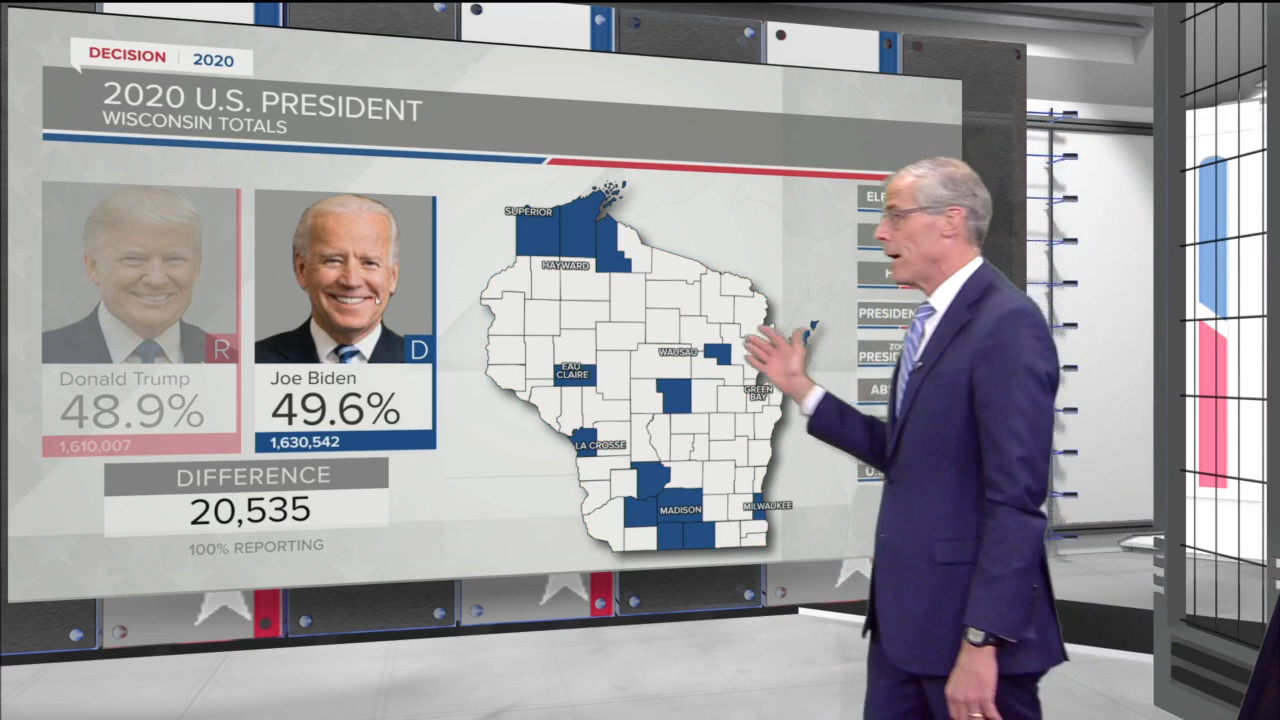 DECISION 2020
2020 U.S. PRESIDENT
WISCONSIN TOTALS
R
Donald Trump
48.9%
1,610,007
D
Joe Biden
49.6%
1,630,542
DIFFERENCE
20,535
100% REPORTING
SUPERIOR
HAYWARD
WAUSAU
EAU
CLAIRE
GREEN
BAY
LA CROSSE
MADISON
MILWAUKEE